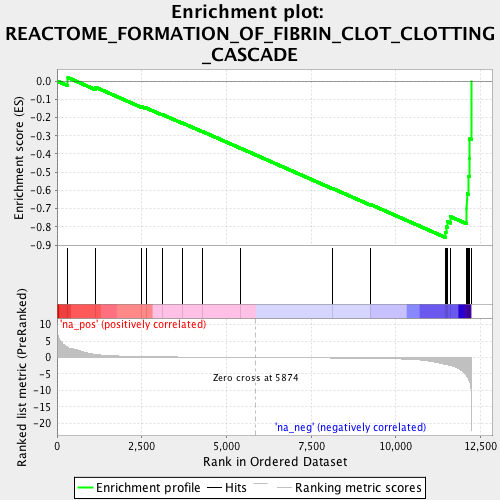 Enrichment plot:
REACTOME_FORMATION_OF_FIBRIN_CLOT_CLOTTING
_CASCADE
Enrichment score (ES)
0.0
-0.1
-0.2
-0.3
-0.4
-0.5
-0.6
-0.7
-0.8
-0.9
Ranked list metric (PreRanked)
'na_pos' (positively correlated)
10
5
0
-5
-10
-15
-20
Zero cross at 5874
'na_neg' (negatively correlated)
0 2,500 5,000 7,500 10,000 12,500
Rank in Ordered Dataset
Enrichment profile Hits Ranking metric scores